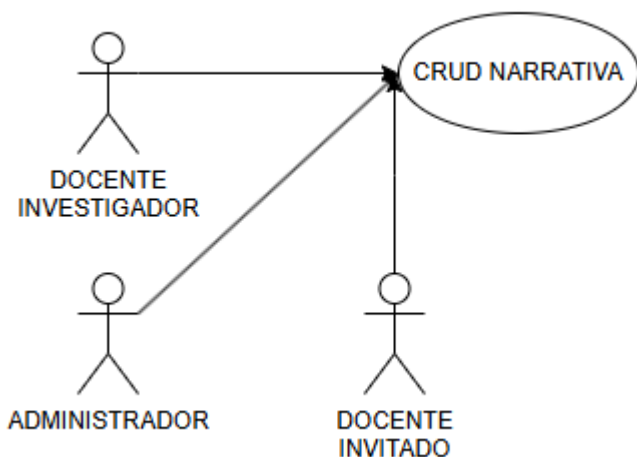 CRUD NARRATIVA
DOCENTE
INVESTIGADOR
ADMINISTRADOR
DOCENTE
INVITADO